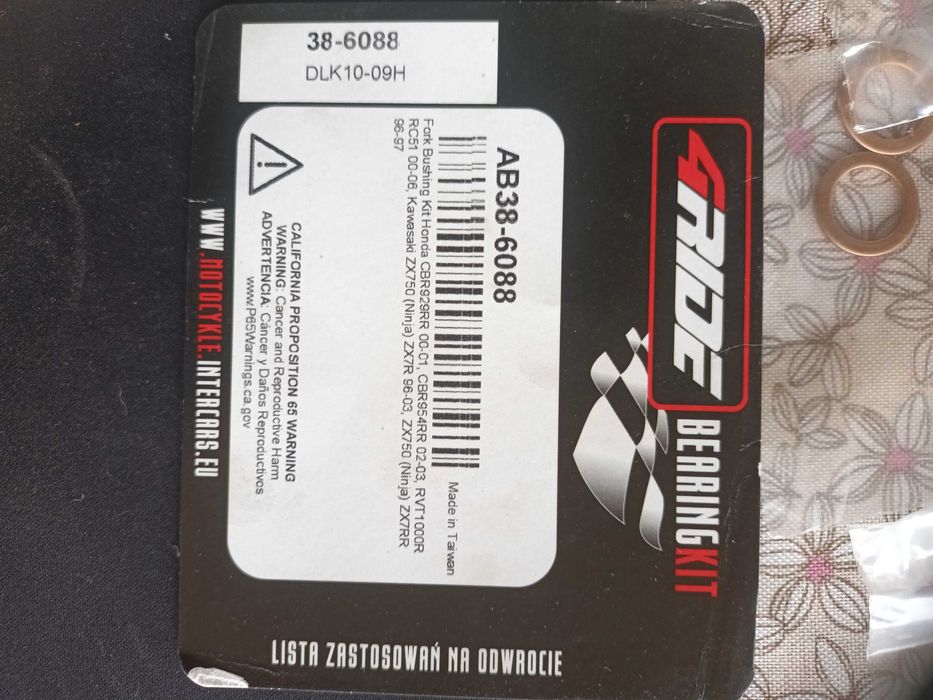 4RIDE
BEARINGKIT
38-6088
DLK10-09H
AB38-6088
Made in Taiwan
Fork Bushing Kit Honda CBR929RR 00-01, CBR954RR 02-03, RVT1000R
RC51 00-06, Kawasaki ZX750 (Ninja) ZX7R 96-03, ZX750 (Ninja) ZX7RR
96-97
CALIFORNIA PROPOSITION 65 WARNING
WARNING: Cancer and Reproductive Harm
ADVERTENCIA: Cáncer y Daños Reproductivos
www.P65Warnings.ca.gov
WWW.MOTOCYKLE.INTERCARS.EU
LISTA ZASTOSOWAŃ NA ODWROCIE